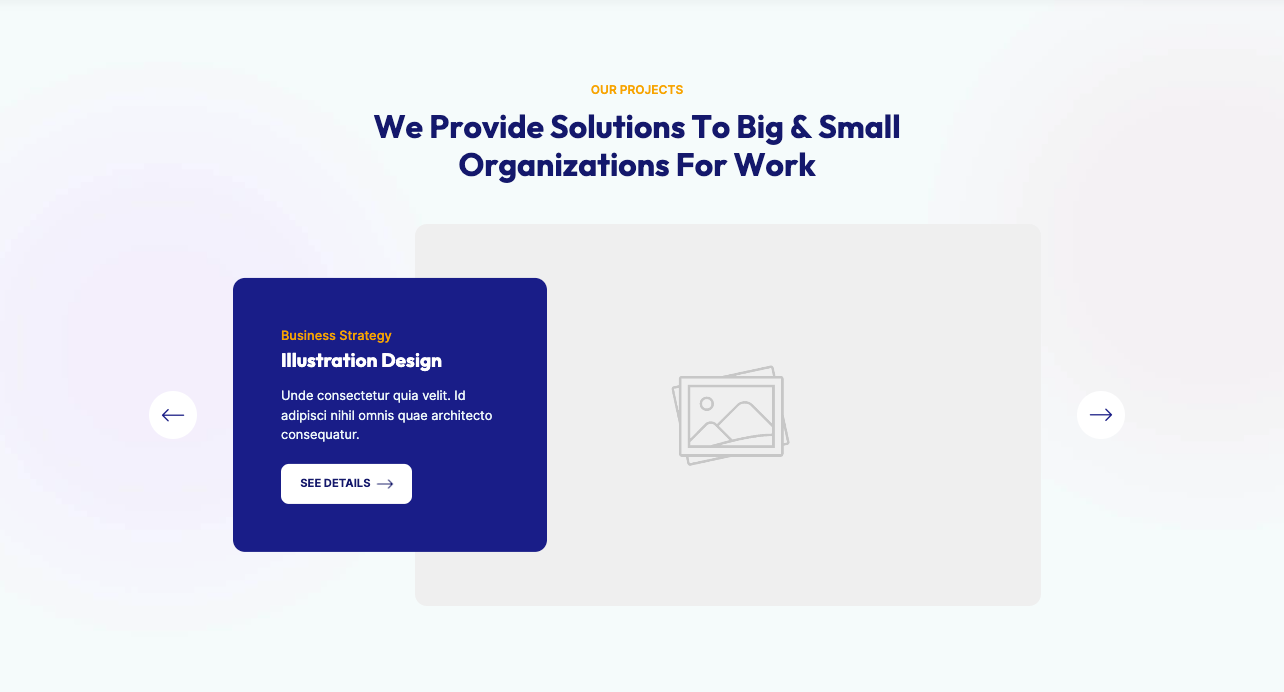 OUR PROJECTS
We Provide Solutions To Big & Small
Organizations For Work
Business Strategy
Illustration Design
Unde consectetur quia velit. Id
adipisci nihil omnis quae architecto
consequatur.
SEE DETAILS